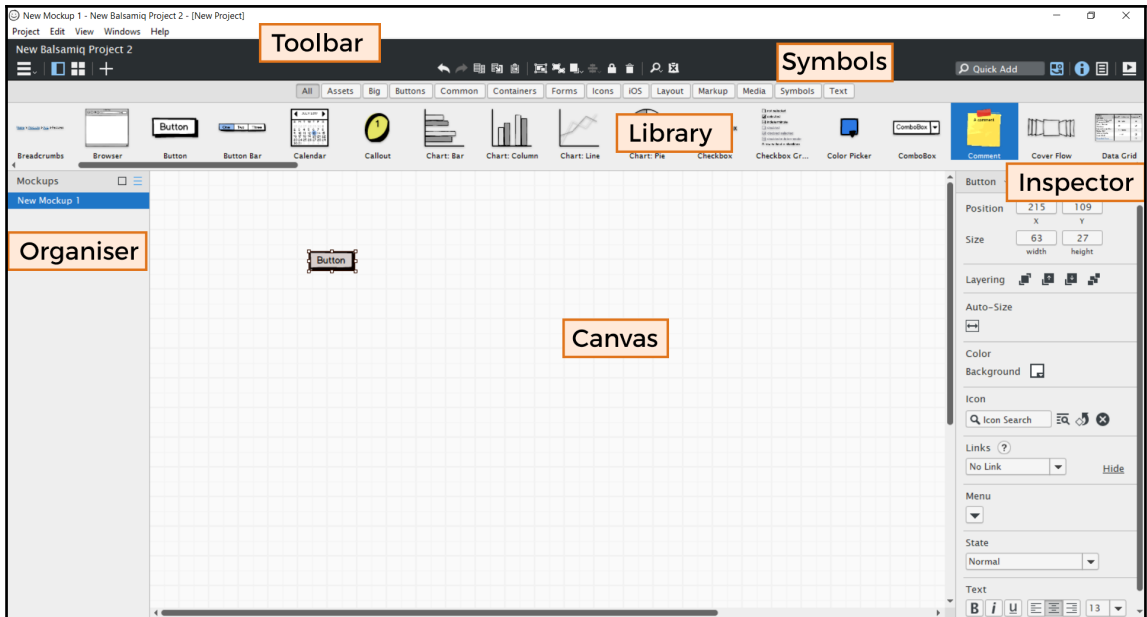 New Mockup 1 - New Balsamiq Project 2 - [New Project]
Project Edit View Windows Help
New Balsamiq Project 2
Toolbar
Symbols
Quick Add
All Assets Big Buttons Common Containers Forms Icons iOS Layout Markup Media Symbols Text
Button
1
Library
ComboBox
A comment
Breadcrumbs Browser Button Button Bar Calendar Callout Chart: Bar Chart: Column Chart: Line Chart: Pie Checkbox Checkbox Gr... Color Picker ComboBox Comment Cover Flow Data Grid
Mockups
New Mockup 1
Organiser
Button
Canvas
Button
Inspector
Position 215 109
X Y
Size 63 27
width height
Layering
Auto-Size
Color
Background
Icon
Icon Search
Links ?
No Link Hide
Menu
State
Normal
Text
B i U 13